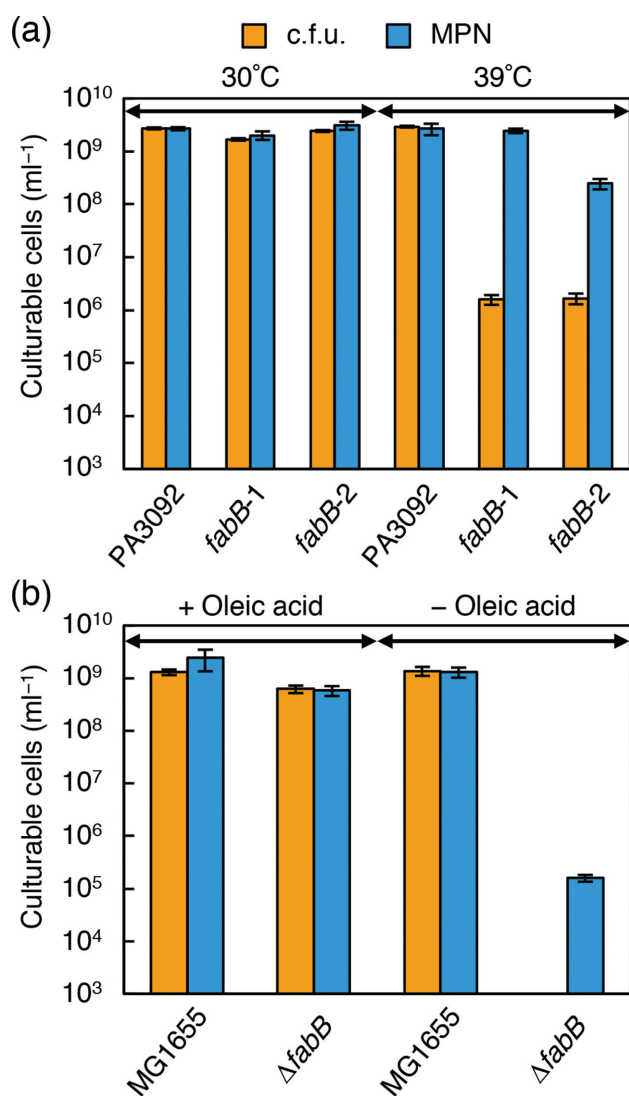 (a)
c.f.u. MPN
30°C 39°C
Culturable cells (ml⁻¹)
10¹⁰
10⁹
10⁸
10⁷
10⁶
10⁵
10⁴
10³
PA3092 fabB-1 fabB-2 PA3092 fabB-1 fabB-2
(b)
+ Oleic acid – Oleic acid
Culturable cells (ml⁻¹)
10¹⁰
10⁹
10⁸
10⁷
10⁶
10⁵
10⁴
10³
MG1655 ΔfabB MG1655 ΔfabB